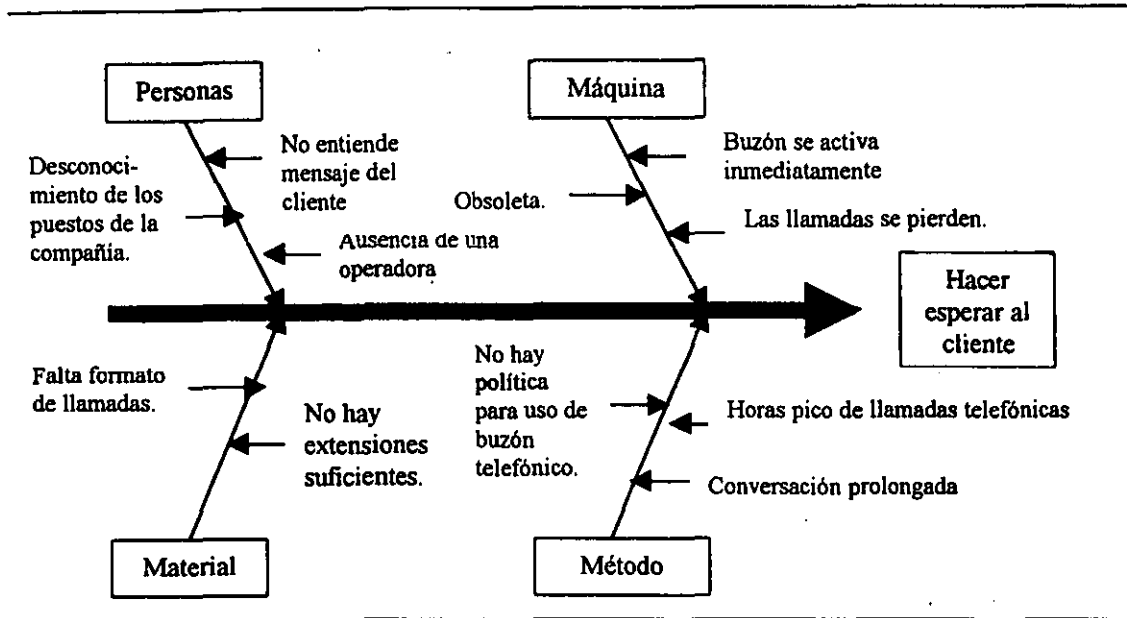 Personas
Máquina
No entiende
mensaje del
cliente
Desconoci-
miento de los
puestos de la
compañía.
Ausencia de una
operadora
Buzón se activa
inmediatamente
Obsoleta.
Las llamadas se pierden.
Hacer
esperar al
cliente
Falta formato
de llamadas.
No hay
extensiones
suficientes.
No hay
política
para uso de
buzón
telefónico.
Horas pico de llamadas telefónicas
Conversación prolongada
Material
Método